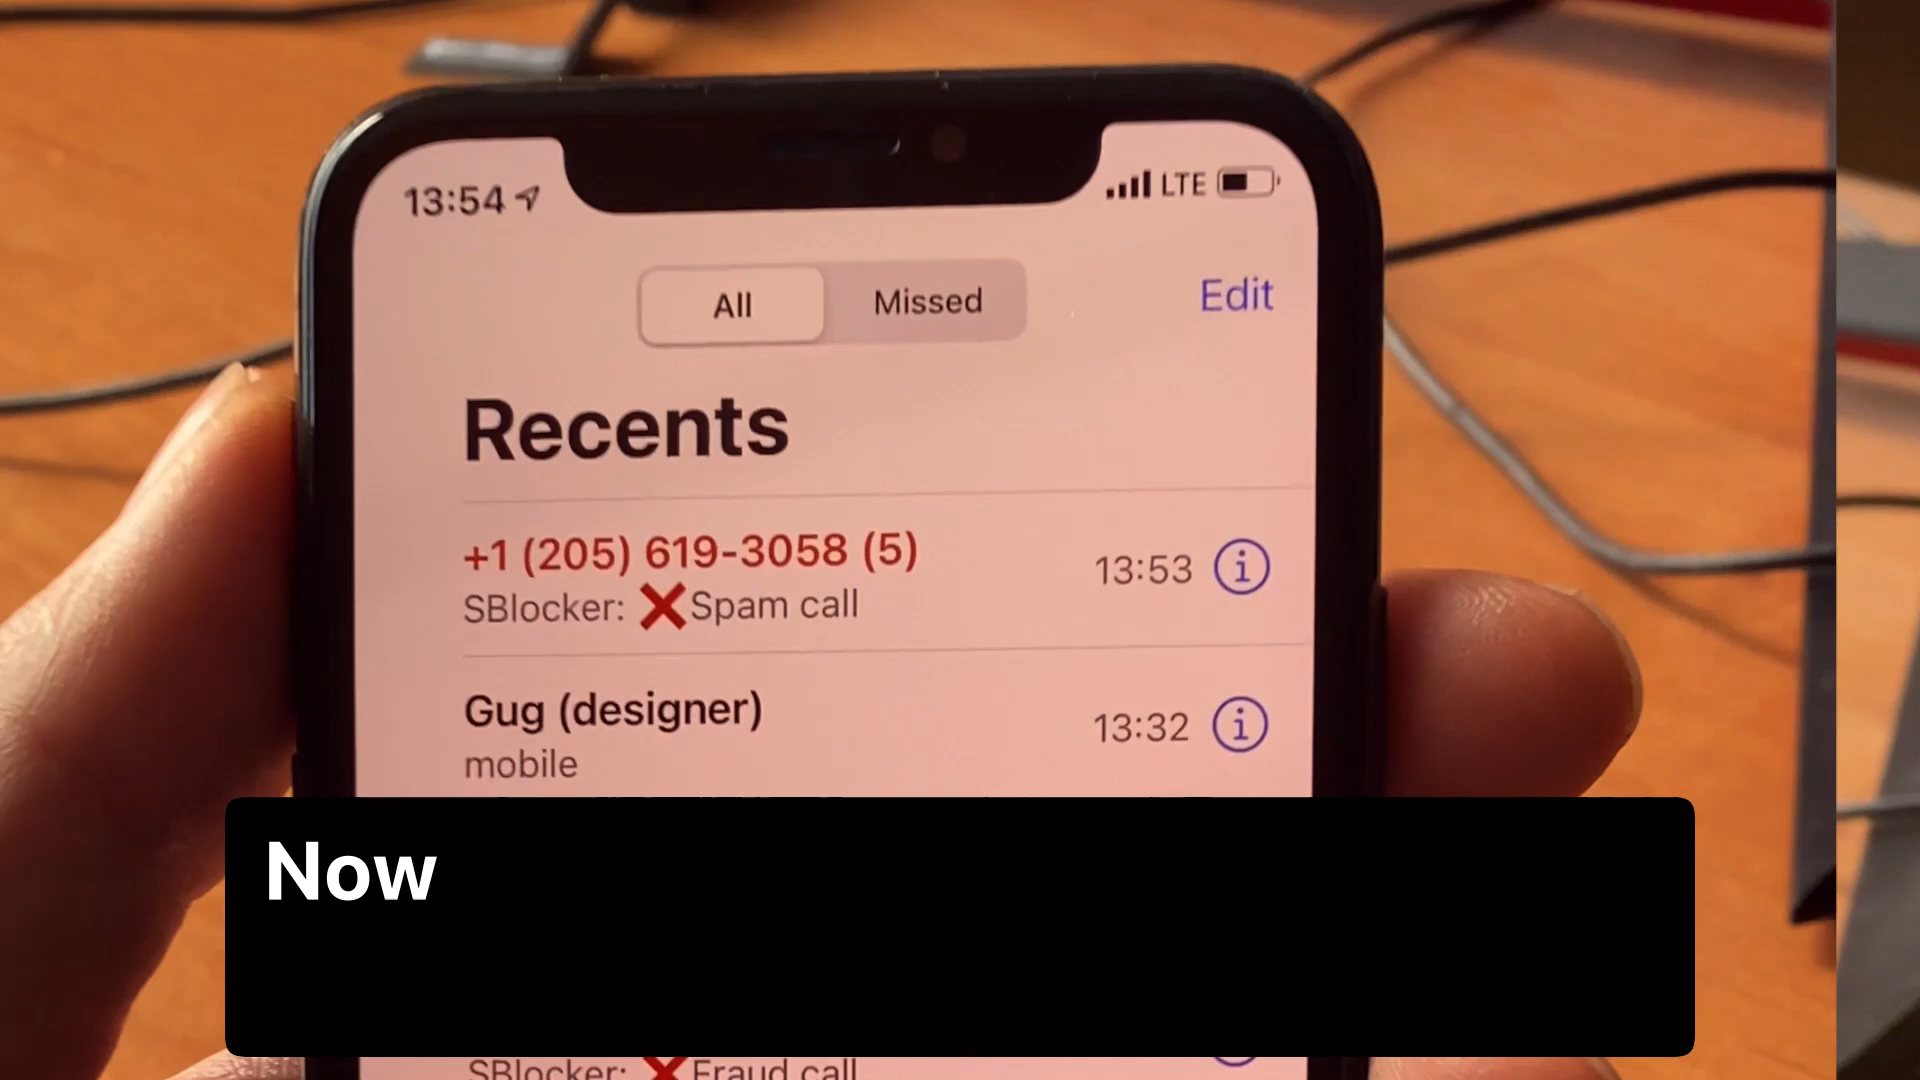 13:54
LTE
All
Missed
Edit
Recents
+1 (205) 619-3058 (5)
13:53
SBlocker: ❌Spam call
Gug (designer)
13:32
mobile
Now
SBlocker: ❌Fraud call